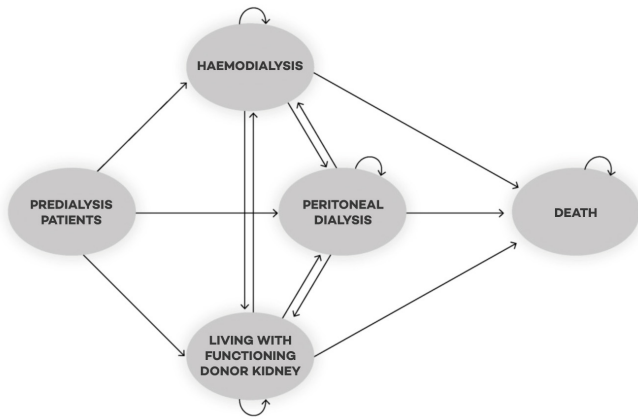 HAEMODIALYSIS
PREDIALYSIS
PATIENTS
PERITONEAL
DIALYSIS
DEATH
LIVING WITH
FUNCTIONING
DONOR KIDNEY